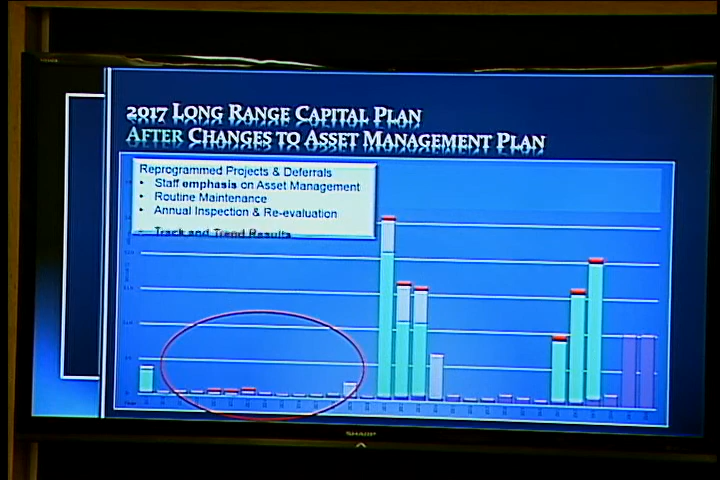 2017 LONG RANGE CAPITAL PLAN
AFTER CHANGES TO ASSET MANAGEMENT PLAN
Reprogrammed Projects & Deferrals
• Staff emphasis on Asset Management
• Routine Maintenance
• Annual Inspection & Re-evaluation
• Track and Trend Results
SHARP